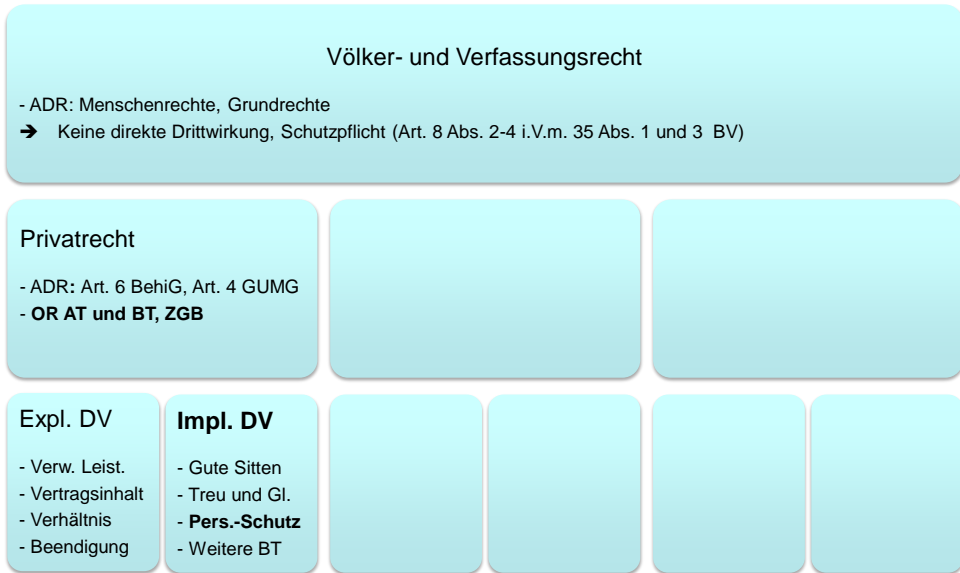 Völker- und Verfassungsrecht
- ADR: Menschenrechte, Grundrechte
➔ Keine direkte Drittwirkung, Schutzpflicht (Art. 8 Abs. 2-4 i.V.m. 35 Abs. 1 und 3 BV)
Privatrecht
- ADR: Art. 6 BehiG, Art. 4 GUMG
- OR AT und BT, ZGB
Expl. DV
- Verw. Leist.
- Vertragsinhalt
- Verhältnis
- Beendigung
Impl. DV
- Gute Sitten
- Treu und Gl.
- Pers.-Schutz
- Weitere BT